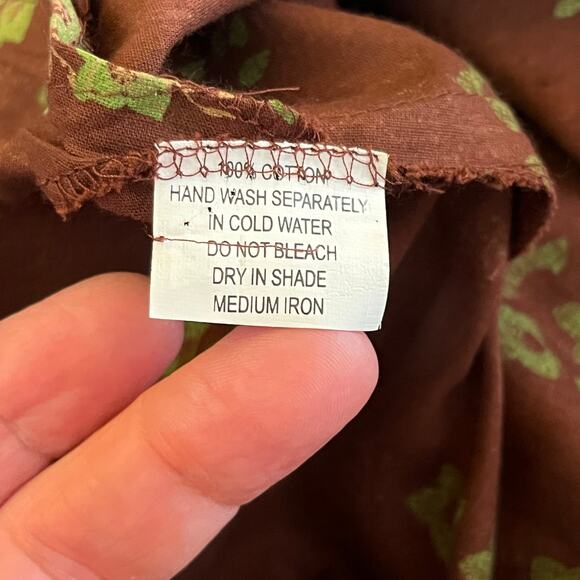 100% COTTON
HAND WASH SEPARATELY
IN COLD WATER
DO NOT BLEACH
DRY IN SHADE
MEDIUM IRON